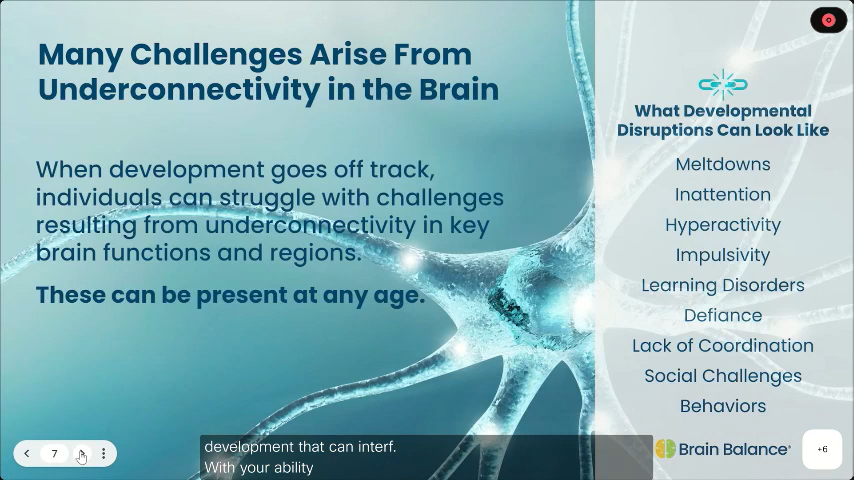 Many Challenges Arise From
Underconnectivity in the Brain
When development goes off track,
individuals can struggle with challenges
resulting from underconnectivity in key
brain functions and regions.
These can be present at any age.
What Developmental
Disruptions Can Look Like
Meltdowns
Inattention
Hyperactivity
Impulsivity
Learning Disorders
Defiance
Lack of Coordination
Social Challenges
Behaviors
7
development that can interf.
With your ability
Brain Balance
+6